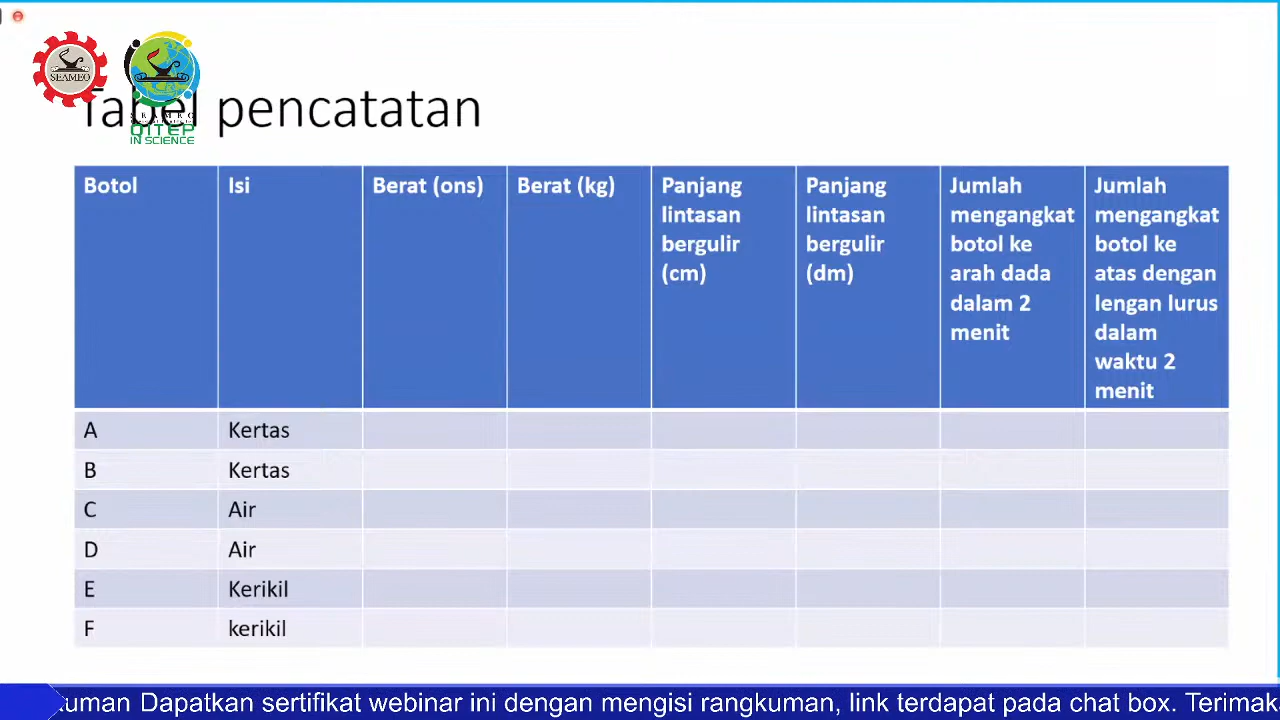 SEAMEO
QITEP
IN SCIENCE
Tabel pencatatan
Botol
Isi
Berat (ons)
Berat (kg)
Panjang
lintasan
bergulir
(cm)
Panjang
lintasan
bergulir
(dm)
Jumlah
mengangkat
botol ke
arah dada
dalam 2
menit
Jumlah
mengangkat
botol ke
atas dengan
lengan lurus
dalam
waktu 2
menit
A Kertas
B Kertas
C Air
D Air
E Kerikil
F kerikil
Dapatkan sertifikat webinar ini dengan mengisi rangkuman, link terdapat pada chat box.